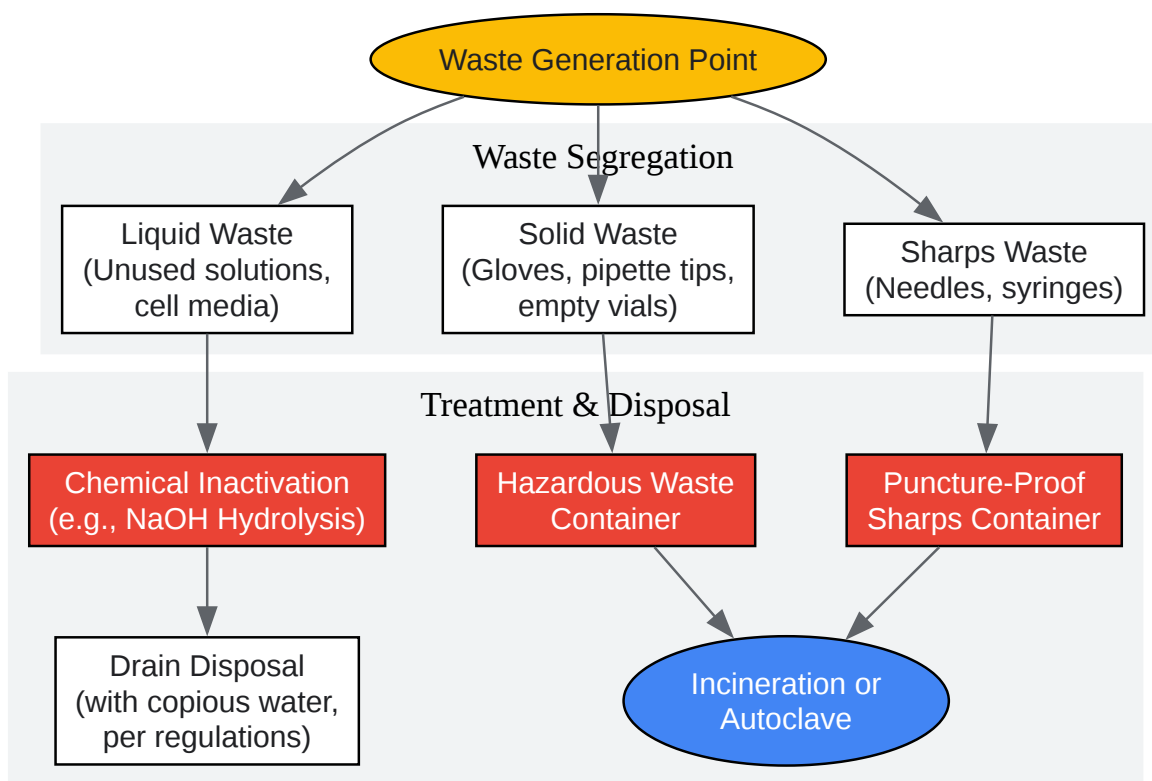 Waste Generation Point
Waste Segregation
Liquid Waste
(Unused solutions,
cell media)
Solid Waste
(Gloves, pipette tips,
empty vials)
Sharps Waste
(Needles, syringes)
Treatment & Disposal
Chemical Inactivation
(e.g., NaOH Hydrolysis)
Hazardous Waste
Container
Puncture-Proof
Sharps Container
Drain Disposal
(with copious water,
per regulations)
Incineration or
Autoclave